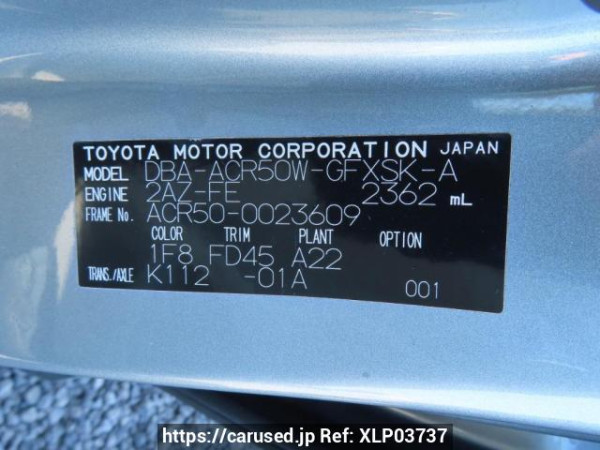 TOYOTA MOTOR CORPORATION JAPAN
MODEL DBA-ACR50W-GFXSK-A
ENGINE 2AZ-FE 2362 mL
FRAME No. ACR50-0023609
COLOR TRIM PLANT OPTION
1F8 FD45 A22
TRANS./AXLE K112 -01A 001
https://carused.jp Ref: XLP03737